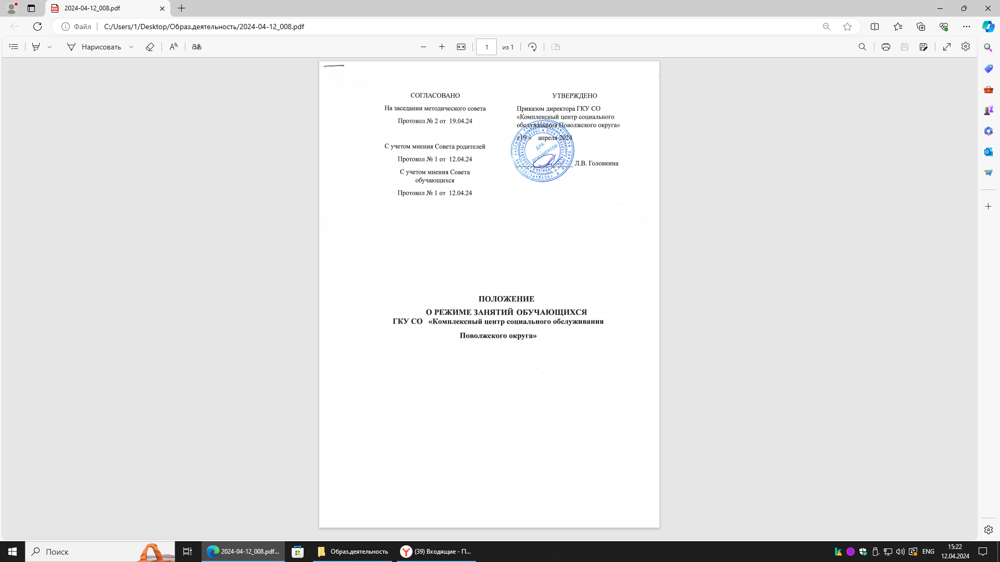 2024-04-12_008.pdf
Файл
C:/Users/1/Desktop/Образ.деятельность/2024-04-12_008.pdf
Нарисовать
1 из 1
СОГЛАСОВАНО
На заседании методического совета
Протокол № 2 от 19.04.24
С учетом мнения Совета родителей
Протокол № 1 от 12.04.24
С учетом мнения Совета
обучающихся
Протокол № 1 от 12.04.24
УТВЕРЖДЕНО
Приказом директора ГКУ СО
«Комплексный центр социального
обслуживания Поволжского округа»
«19 » апреля 2024
ДЛЯ
ДОКУМЕНТОВ
Л.В. Головкина
ПОЛОЖЕНИЕ
О РЕЖИМЕ ЗАНЯТИЙ ОБУЧАЮЩИХСЯ
ГКУ СО «Комплексный центр социального обслуживания
Поволжского округа»
Поиск
2024-04-12_008.pdf...
Образ.деятельность
(39) Входящие - П...
ENG
15:22
12.04.2024